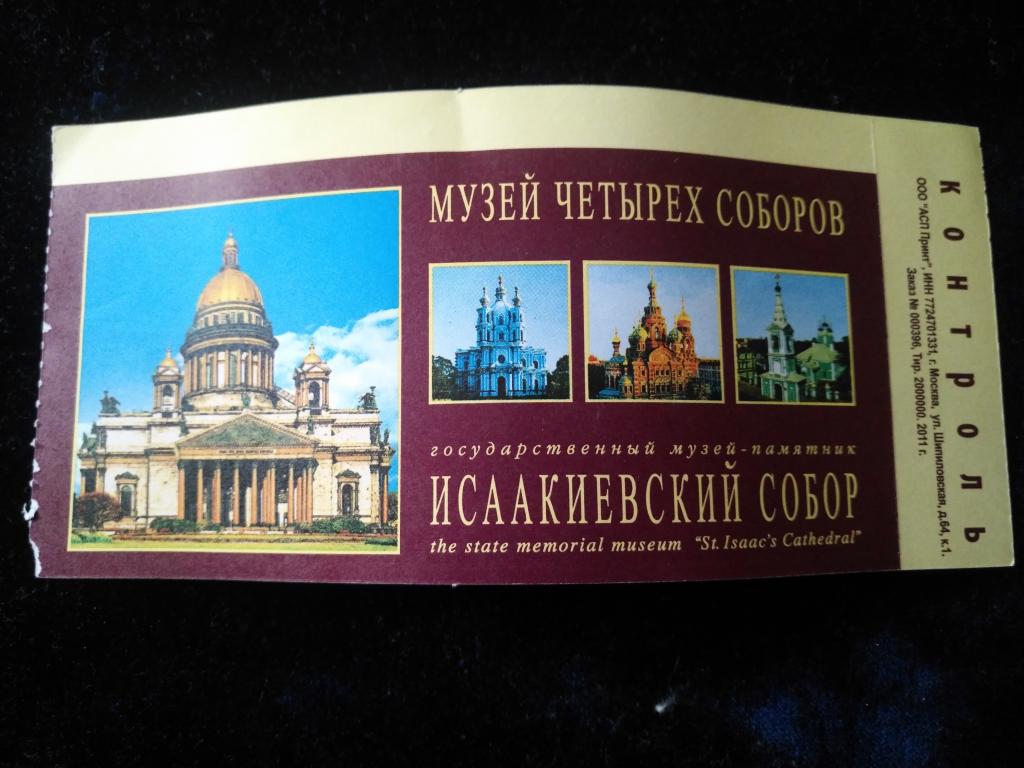 МУЗЕЙ ЧЕТЫРЕХ СОБОРОВ
государственный музей-памятник
ИСААКИЕВСКИЙ СОБОР
the state memorial museum "St. Isaac's Cathedral"
Контроль
ООО "АСП Принт", ИНН 7724701331, г. Москва, ул. Шипиловская, д.64, к.1.
Заказ № 000396, Тир. 2000000. 2011 г.